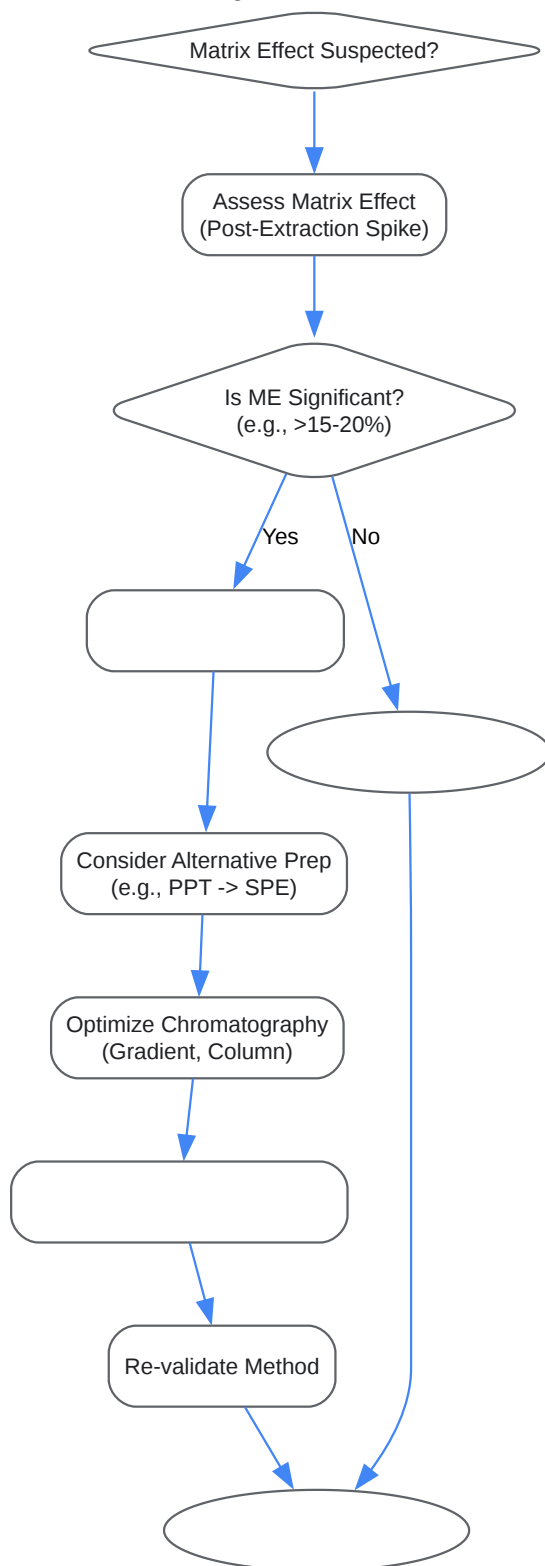 Matrix Effect Suspected?
Assess Matrix Effect
(Post-Extraction Spike)
Is ME Significant?
(e.g., >15-20%)
Yes
No
Consider Alternative Prep
(e.g., PPT -> SPE)
Optimize Chromatography
(Gradient, Column)
Re-validate Method